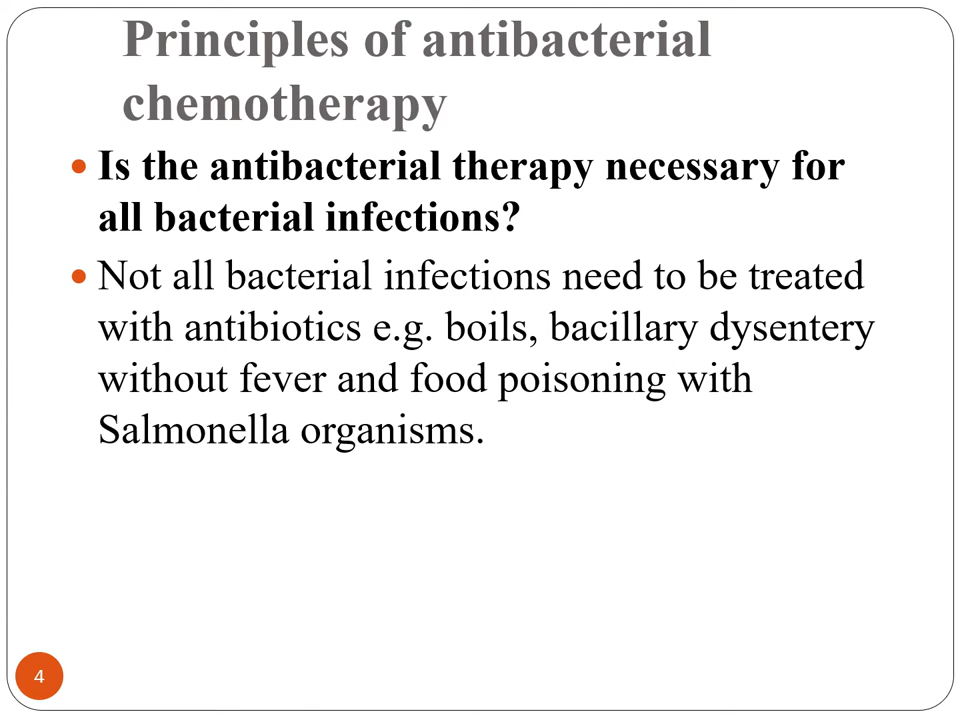 Principles of antibacterial
chemotherapy
• Is the antibacterial therapy necessary for
all bacterial infections?
• Not all bacterial infections need to be treated
with antibiotics e.g. boils, bacillary dysentery
without fever and food poisoning with
Salmonella organisms.
4